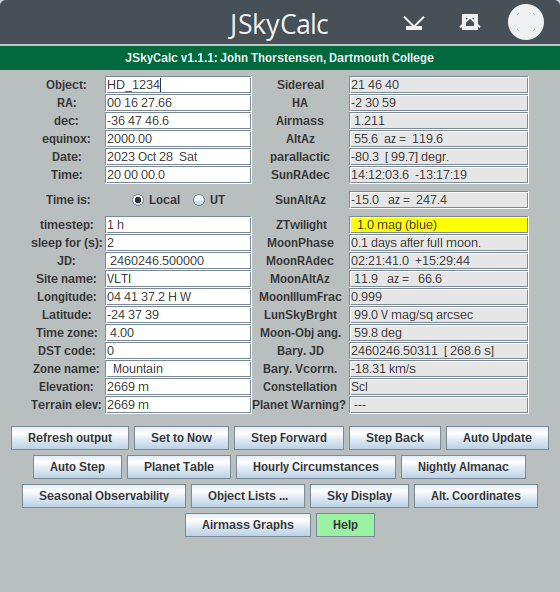 JSkyCalc
JSkyCalc v1.1.1: John Thorstensen, Dartmouth College
Object: HD_1234 Sidereal 21 46 40
RA: 00 16 27.66 HA -2 30 59
dec: -36 47 46.6 Airmass 1.211
equinox: 2000.00 AltAz 55.6 az = 119.6
Date: 2023 Oct 28 Sat parallactic -80.3 [ 99.7] degr.
Time: 20 00 00.0 SunRAdec 14:12:03.6 -13:17:19
Time is: Local UT SunAltAz -15.0 az = 247.4
timestep: 1 h ZTwilight 1.0 mag (blue)
sleep for (s): 2 MoonPhase 0.1 days after full moon.
JD: 2460246.500000 MoonRAdec 02:21:41.0 +15:29:44
Site name: VLTI MoonAltAz 11.9 az = 66.6
Longitude: 04 41 37.2 H W MoonIllumFrac 0.999
Latitude: -24 37 39 LunSkyBrght 99.0 V mag/sq arcsec
Time zone: 4.00 Moon-Obj ang. 59.8 deg
DST code: 0 Bary. JD 2460246.50311 [ 268.6 s]
Zone name: Mountain Bary. Vcorrn. -18.31 km/s
Elevation: 2669 m Constellation Scl
Terrain elev: 2669 m Planet Warning? ---
Refresh output Set to Now Step Forward Step Back Auto Update
Auto Step Planet Table Hourly Circumstances Nightly Almanac
Seasonal Observability Object Lists ... Sky Display Alt. Coordinates
Airmass Graphs Help